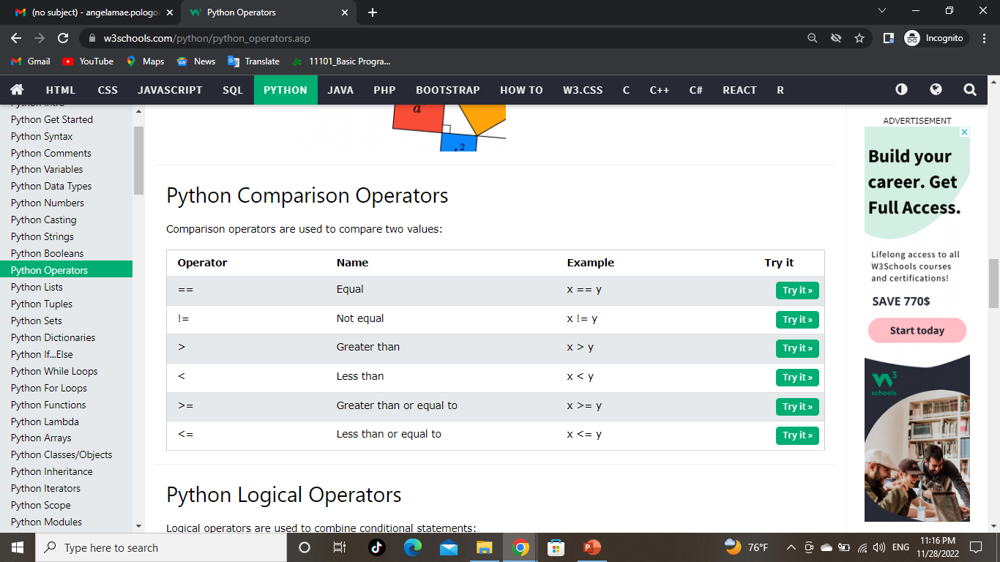 (no subject) - angelamae.pologo
Python Operators
w3schools.com/python/python_operators.asp
Incognito
Gmail
YouTube
Maps
News
Translate
11101_Basic Progra...
HTML
CSS
JAVASCRIPT
SQL
PYTHON
JAVA
PHP
BOOTSTRAP
HOW TO
W3.CSS
C
C++
C#
REACT
R
Python Intro
Python Get Started
Python Syntax
Python Comments
Python Variables
Python Data Types
Python Numbers
Python Casting
Python Strings
Python Booleans
Python Operators
Python Lists
Python Tuples
Python Sets
Python Dictionaries
Python If...Else
Python While Loops
Python For Loops
Python Functions
Python Lambda
Python Arrays
Python Classes/Objects
Python Inheritance
Python Iterators
Python Scope
Python Modules
Python Comparison Operators
Comparison operators are used to compare two values:
Operator Name Example Try it
== Equal x == y Try it »
!= Not equal x != y Try it »
> Greater than x > y Try it »
< Less than x < y Try it »
>= Greater than or equal to x >= y Try it »
<= Less than or equal to x <= y Try it »
Python Logical Operators
Logical operators are used to combine conditional statements:
ADVERTISEMENT
Build your
career. Get
Full Access.
Lifelong access to all
W3Schools courses
and certifications!
SAVE 770$
Start today
W3
schools
Type here to search
76°F
ENG
11:16 PM
11/28/2022